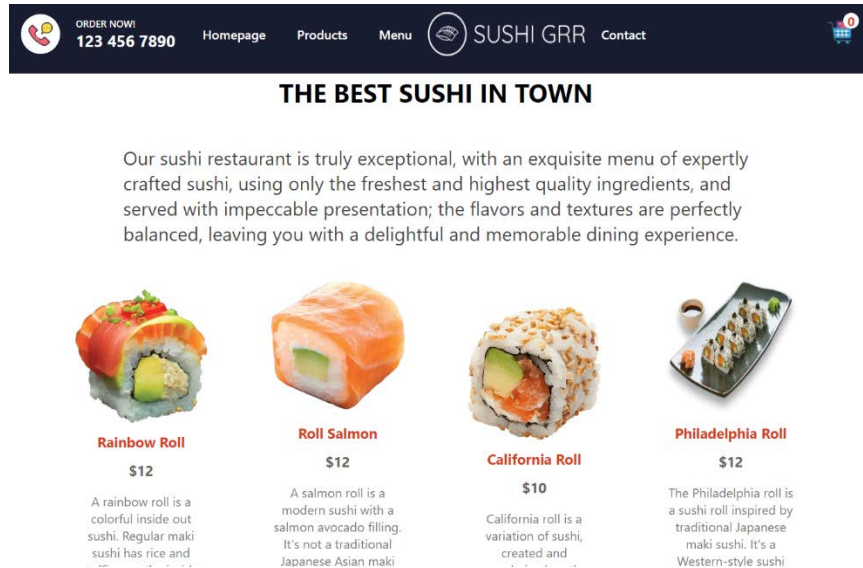 ORDER NOW!
123 456 7890
Homepage
Products
Menu
SUSHI GRR
Contact
0
THE BEST SUSHI IN TOWN
Our sushi restaurant is truly exceptional, with an exquisite menu of expertly
crafted sushi, using only the freshest and highest quality ingredients, and
served with impeccable presentation; the flavors and textures are perfectly
balanced, leaving you with a delightful and memorable dining experience.
Rainbow Roll
$12
A rainbow roll is a
colorful inside out
sushi. Regular maki
sushi has rice and
Roll Salmon
$12
A salmon roll is a
modern sushi with a
salmon avocado filling.
It's not a traditional
Japanese Asian maki
California Roll
$10
California roll is a
variation of sushi,
created and
Philadelphia Roll
$12
The Philadelphia roll is
a sushi roll inspired by
traditional Japanese
maki sushi. It's a
Western-style sushi